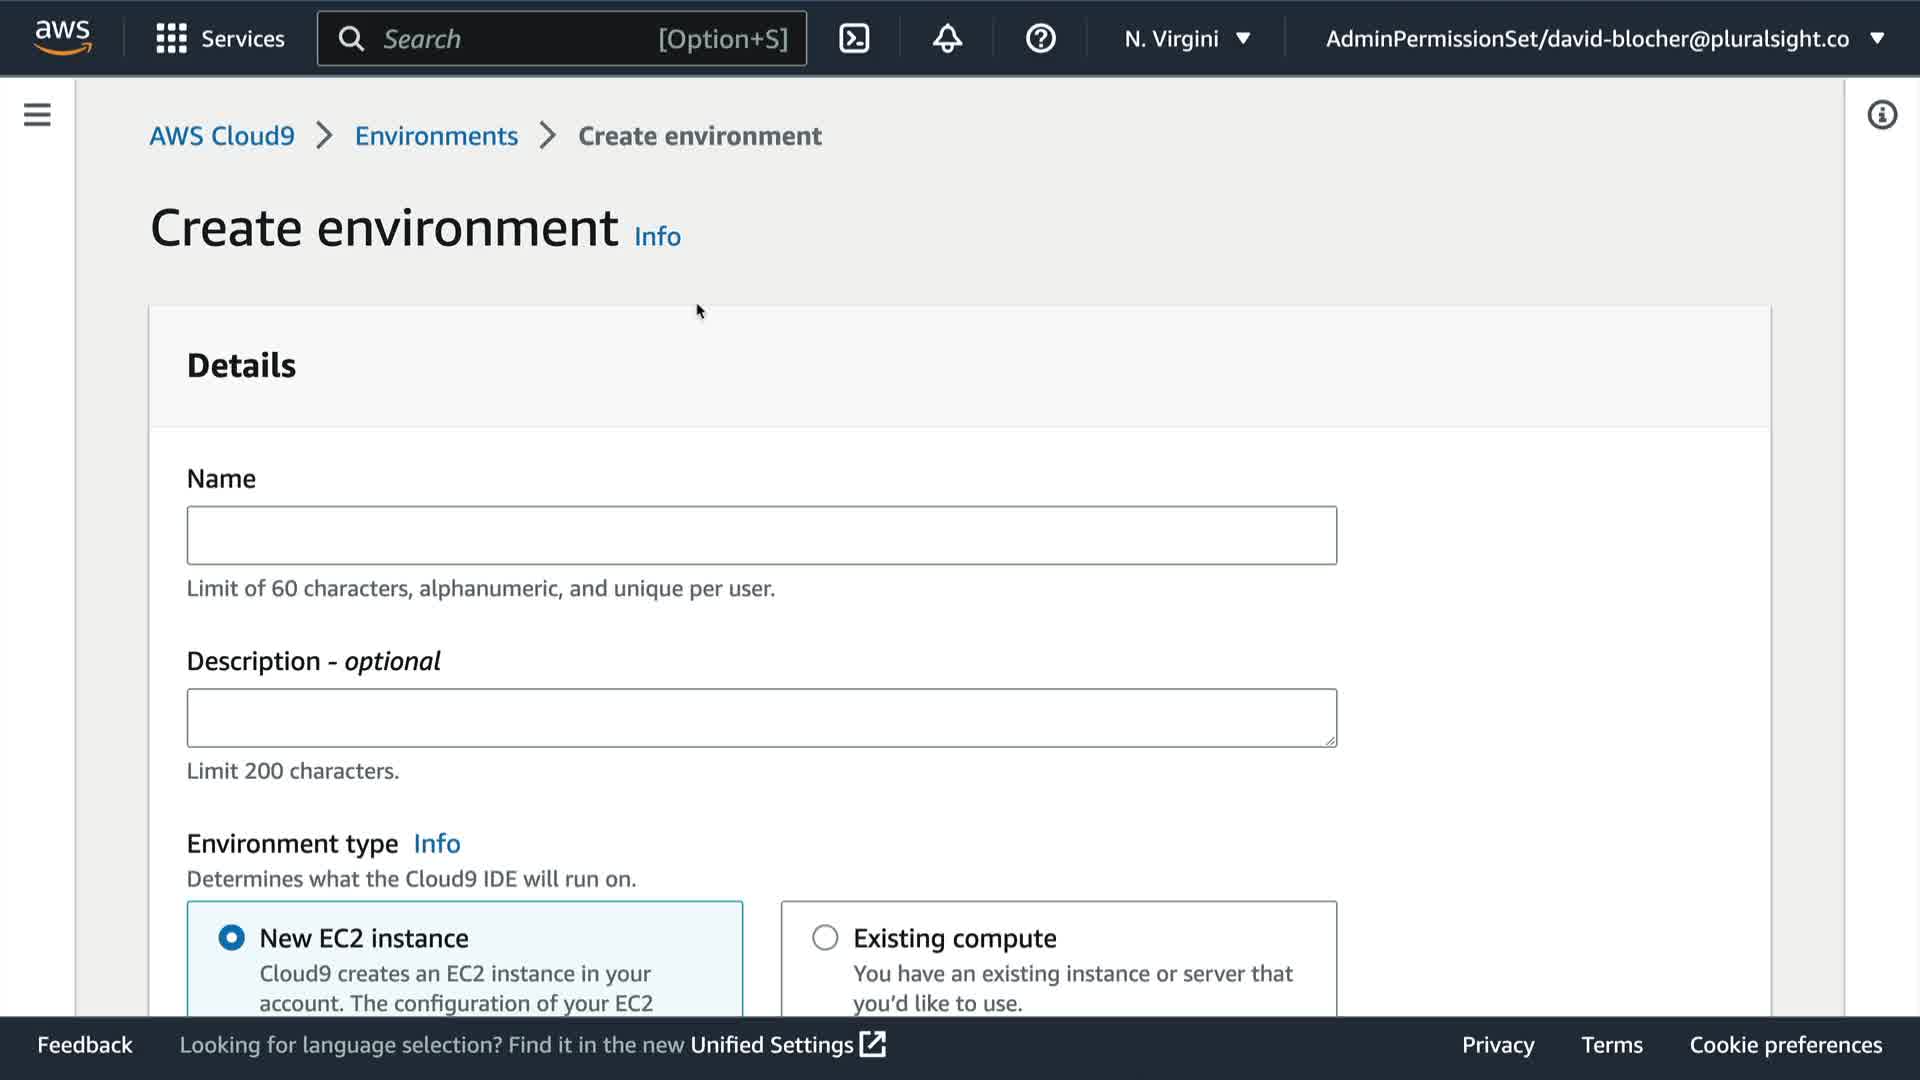 aws
Services
Search [Option+S]
N. Virgini
AdminPermissionSet/david-blocher@pluralsight.co
AWS Cloud9 > Environments > Create environment
Create environment Info
Details
Name
Limit of 60 characters, alphanumeric, and unique per user.
Description - optional
Limit 200 characters.
Environment type Info
Determines what the Cloud9 IDE will run on.
New EC2 instance
Cloud9 creates an EC2 instance in your
account. The configuration of your EC2
Existing compute
You have an existing instance or server that
you'd like to use.
Feedback
Looking for language selection? Find it in the new Unified Settings
Privacy
Terms
Cookie preferences